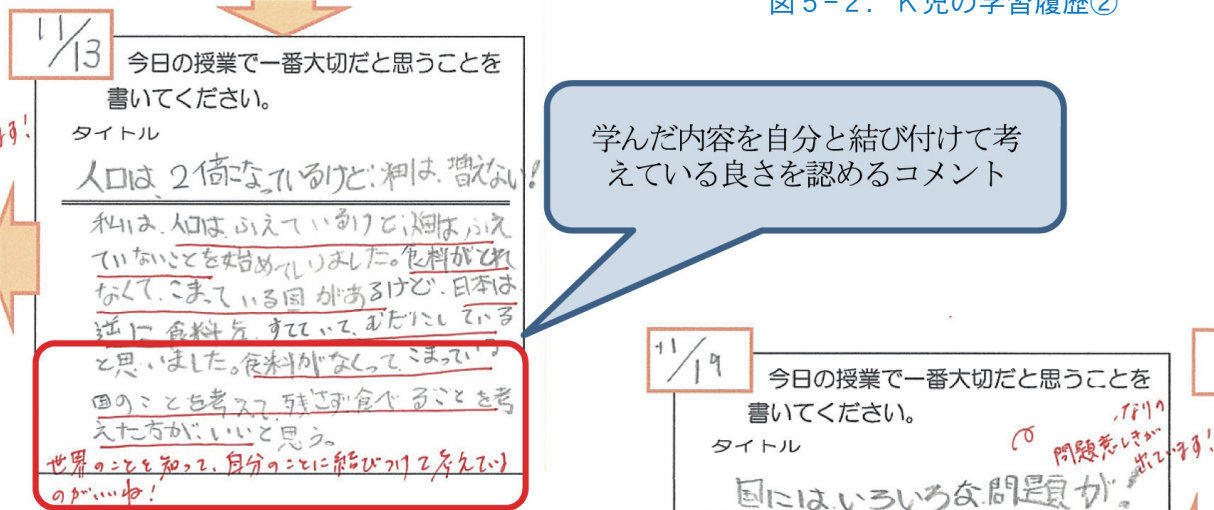 図5-2. K児の学習履歴②
11/13
今日の授業で一番大切だと思うことを
書いてください。
ます!
タイトル
人口は、2倍になっているけど、畑は、増えない!
私は、人口は、ふえているけど、畑は、ふえ
ていないことを始めてしりました。食料がとれ
なくて、こまっている国があるけど、日本は
逆に食料を、すてていて、むだにしている
と思いました。食料がなくって、こまっている
国のことを考えて、残さず食べることを考
えた方が、いいと思う。
世界のことを知って、自分のことに結びつけて考えている
のがいいね!
学んだ内容を自分と結び付けて考
えている良さを認めるコメント
11/19
今日の授業で一番大切だと思うことを
書いてください。
タイトル
なりの
問題意しきが
出ています!
国にはいろいろな問題が!